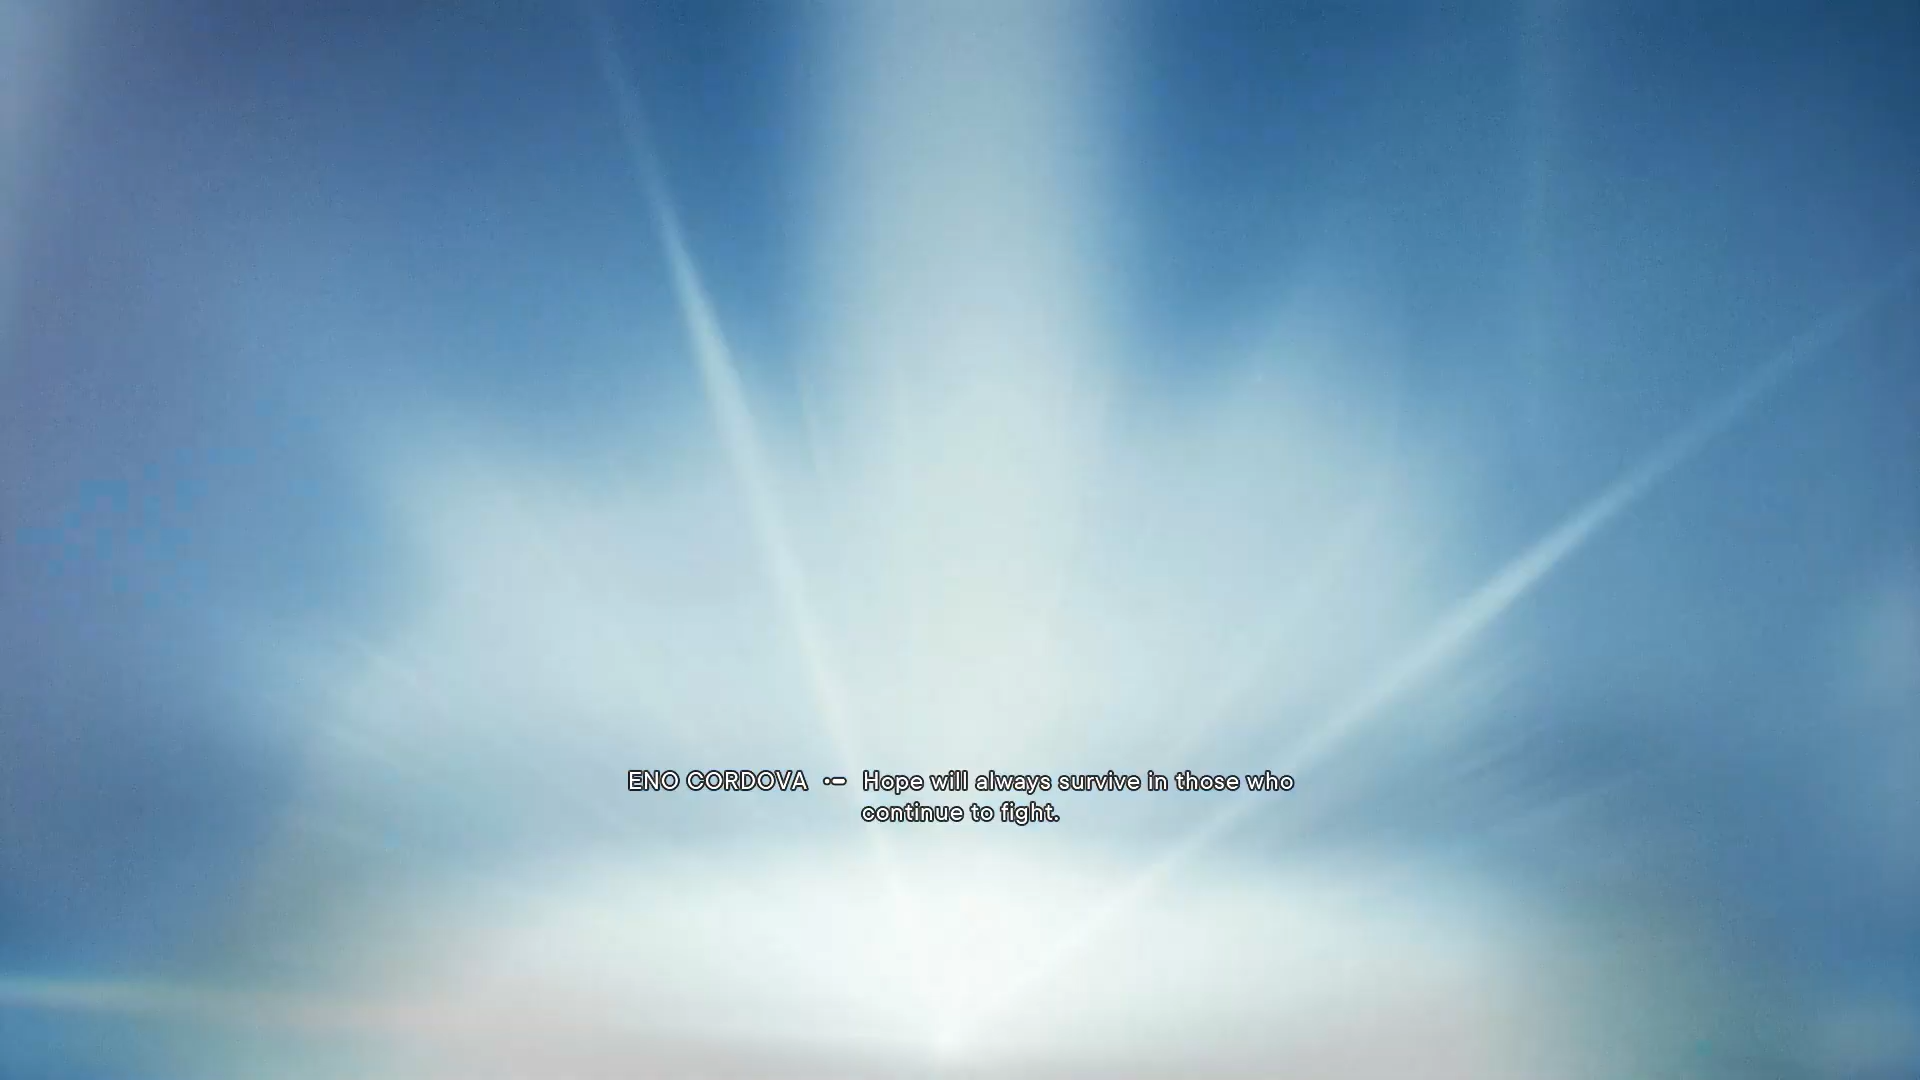 ENO CORDOVA •– Hope will always survive in those who
continue to fight.